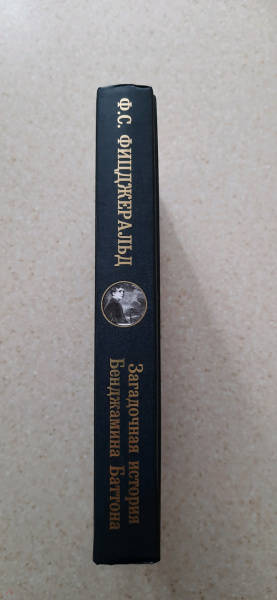 Ф.С. ФИЦДЖЕРАЛЬД
Загадочная история
Бенджамина Баттона